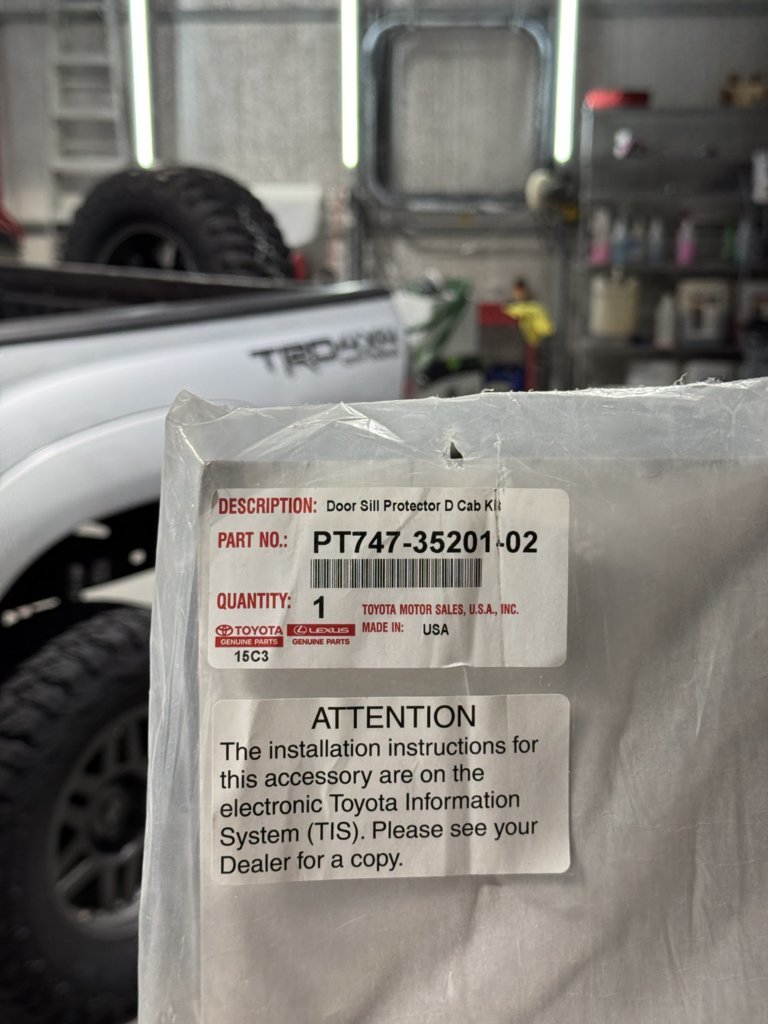 TRD 4X4
DESCRIPTION: Door Sill Protector D Cab Kit
PART NO.: PT747-35201-02
QUANTITY: 1
TOYOTA MOTOR SALES, U.S.A., INC.
MADE IN: USA
TOYOTA
GENUINE PARTS
LEXUS
GENUINE PARTS
15C3
ATTENTION
The installation instructions for
this accessory are on the
electronic Toyota Information
System (TIS). Please see your
Dealer for a copy.